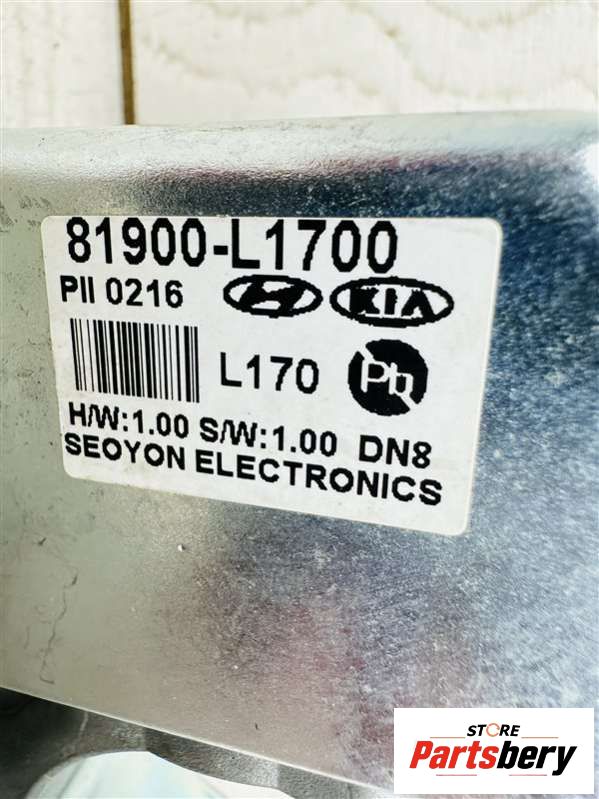 81900-L1700
PII 0216 KIA
L170 Pb
H/W:1.00 S/W:1.00 DN8
SEOYON ELECTRONICS
STORE
Partsbery